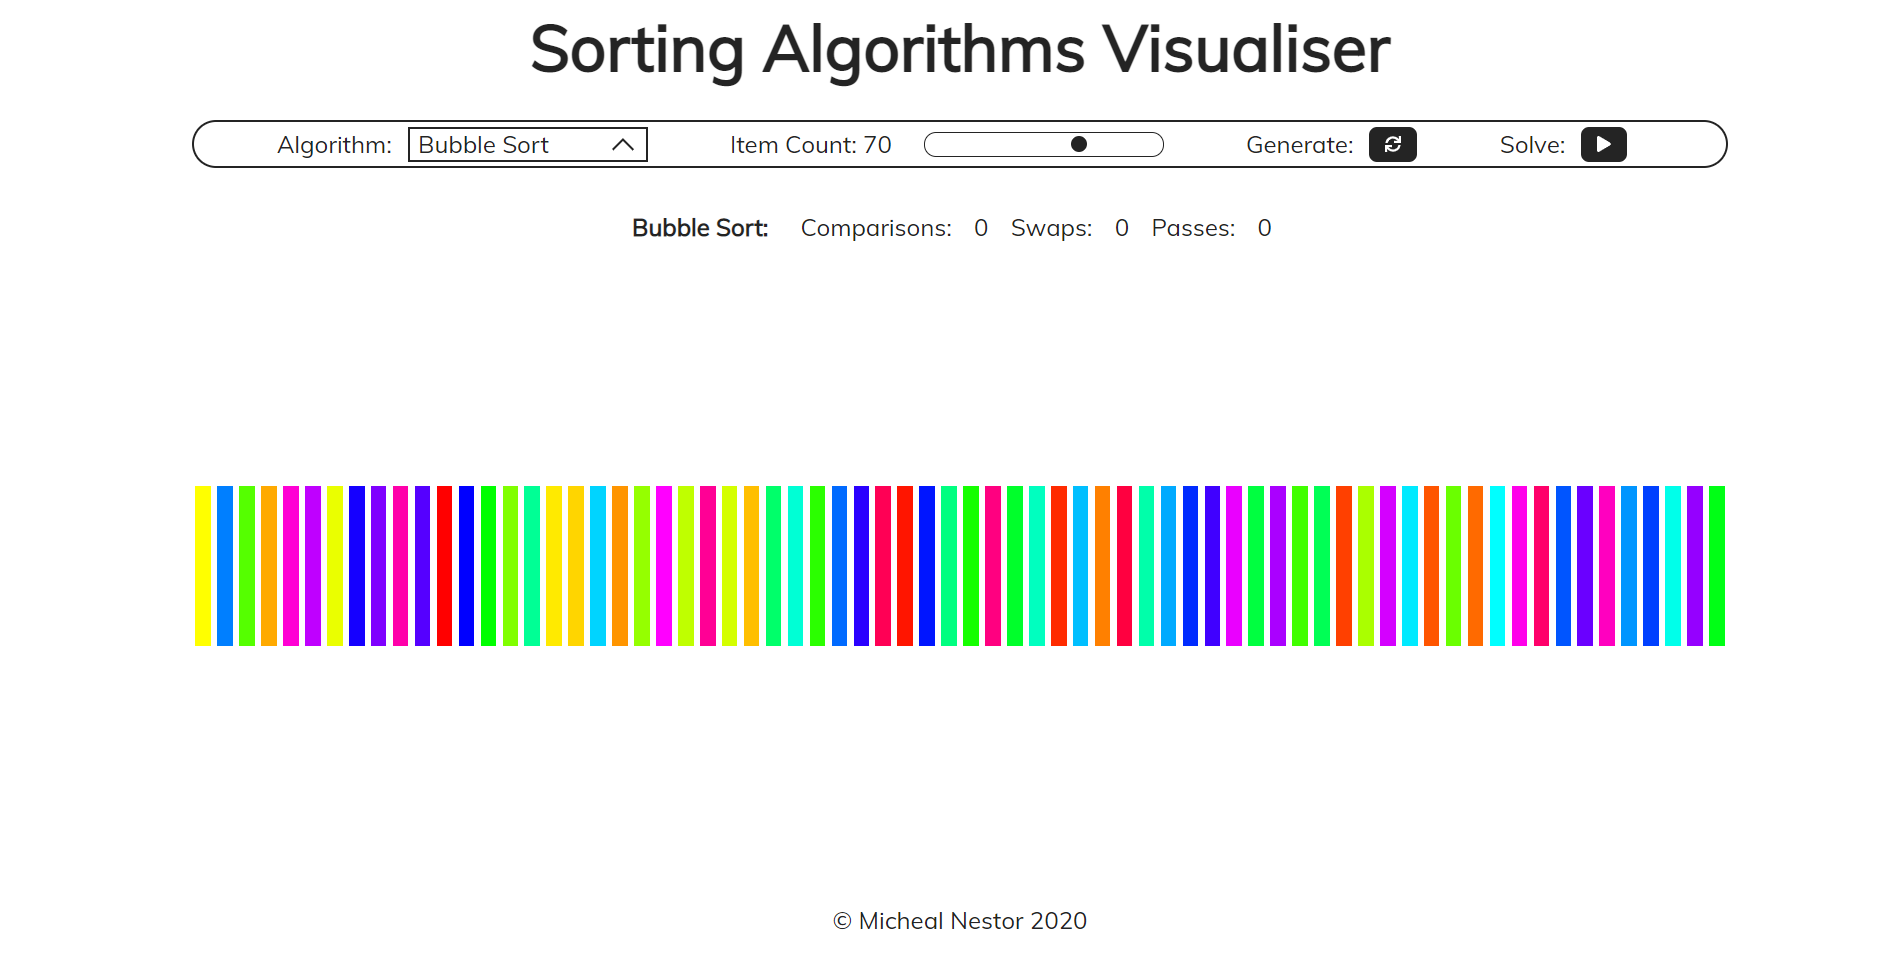 Sorting Algorithms Visualiser
Algorithm: Bubble Sort Item Count: 70 Generate: Solve:
Bubble Sort: Comparisons: 0 Swaps: 0 Passes: 0
© Micheal Nestor 2020